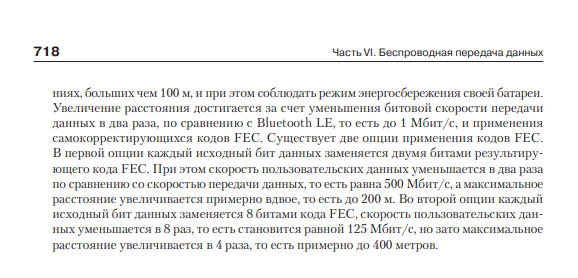 718
Часть VI. Беспроводная передача данных
ниях, больших чем 100 м, и при этом соблюдать режим энергосбережения своей батареи.
Увеличение расстояния достигается за счет уменьшения битовой скорости передачи
данных в два раза, по сравнению с Bluetooth LE, то есть до 1 Мбит/с, и применения
самокорректирующихся кодов FEC. Существует две опции применения кодов FEC.
В первой опции каждый исходный бит данных заменяется двумя битами результиру-
ющего кода FEC. При этом скорость пользовательских данных уменьшается в два раза
по сравнению со скоростью передачи данных, то есть равна 500 Мбит/с, а максимальное
расстояние увеличивается примерно вдвое, то есть до 200 м. Во второй опции каждый
исходный бит данных заменяется 8 битами кода FEC, скорость пользовательских дан-
ных уменьшается в 8 раз, то есть становится равной 125 Мбит/с, но зато максимальное
расстояние увеличивается в 4 раза, то есть примерно до 400 метров.